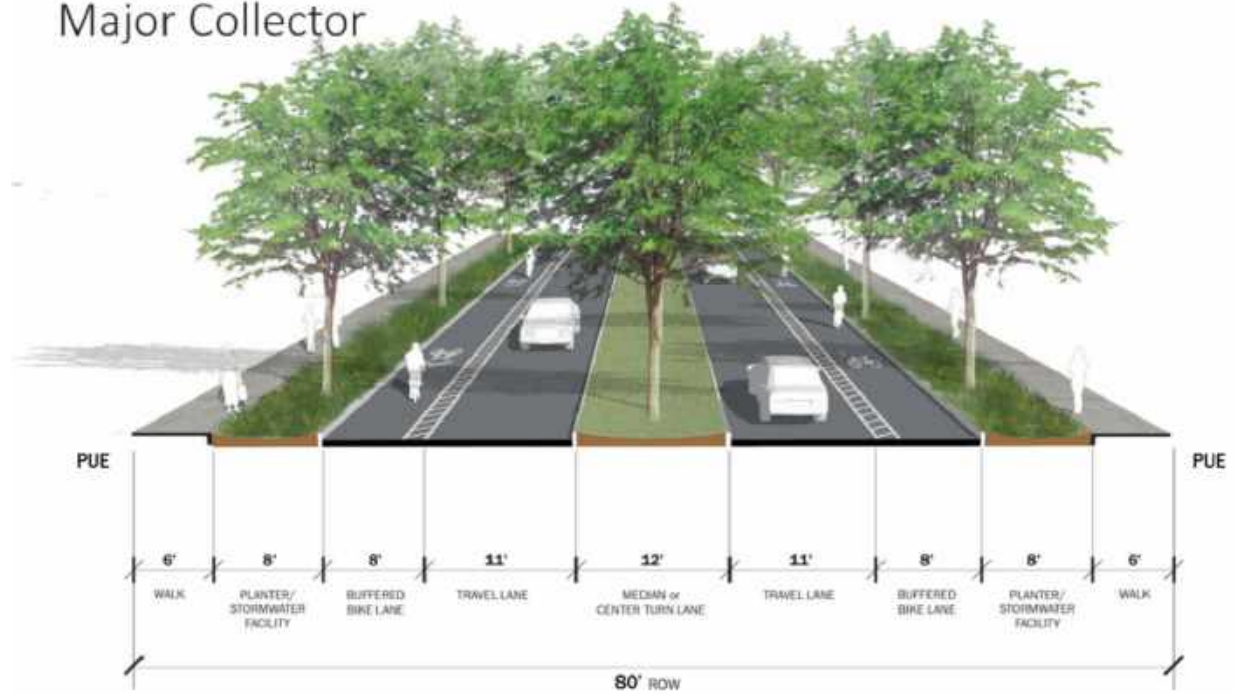 Major Collector
PUE
PUE
6' 8' 8' 11' 12' 11' 8' 8' 6'
WALK
PLANTER/
STORMWATER
FACILITY
BUFFERED
BIKE LANE
TRAVEL LANE
MEDIAN or
CENTER TURN LANE
TRAVEL LANE
BUFFERED
BIKE LANE
PLANTER/
STORMWATER
FACILITY
WALK
80' ROW